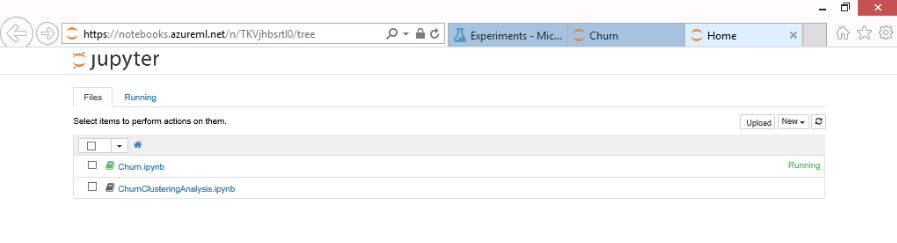 https://notebooks.azureml.net/n/TKVjhbsrtl0/tree
Experiments - Mic...
Churn
Home
jupyter
Files
Running
Select items to perform actions on them.
Upload
New
Churn.ipynb
Running
ChurnClusteringAnalysis.ipynb